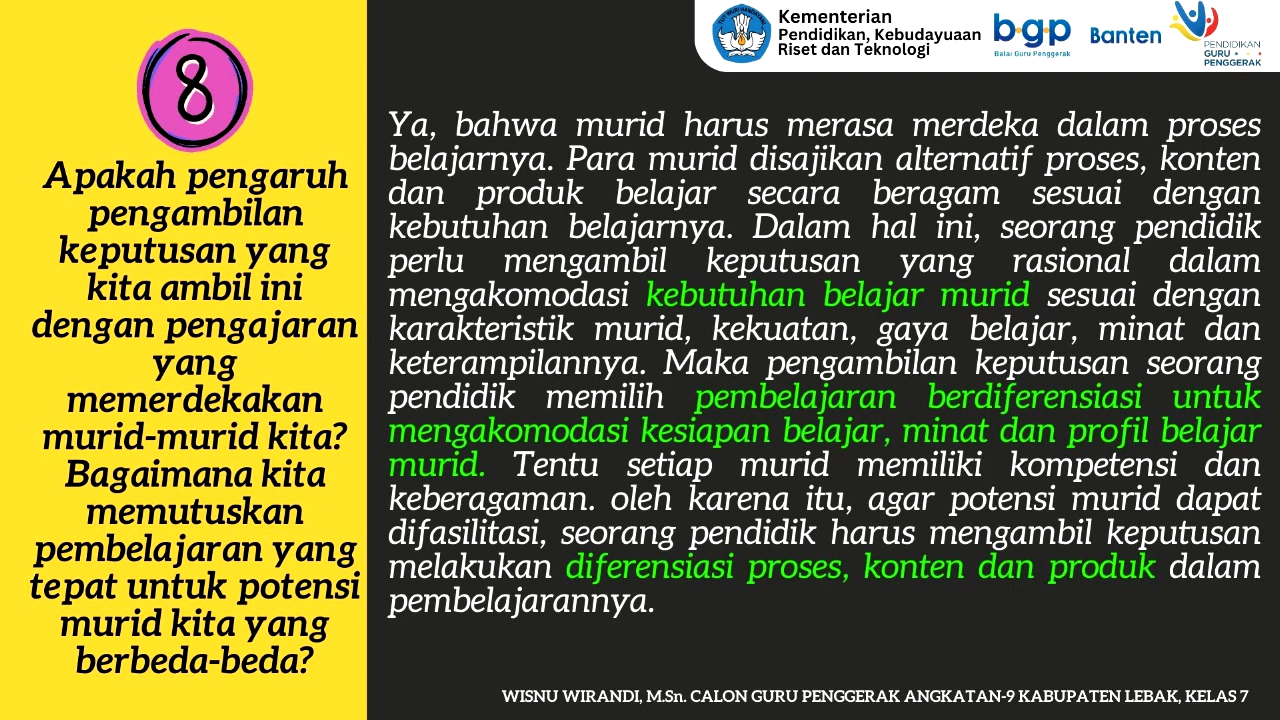 8
Apakah pengaruh
pengambilan
keputusan yang
kita ambil ini
dengan pengajaran
yang
memerdekakan
murid-murid kita?
Bagaimana kita
memutuskan
pembelajaran yang
tepat untuk potensi
murid kita yang
berbeda-beda?
TUT WURI HANDAYANI
Kementerian
Pendidikan, Kebudayuaan
Riset dan Teknologi
bgp
Balai Guru Penggerak
Banten
PENDIDIKAN
GURU
PENGGERAK
Ya, bahwa murid harus merasa merdeka dalam proses
belajarnya. Para murid disajikan alternatif proses, konten
dan produk belajar secara beragam sesuai dengan
kebutuhan belajarnya. Dalam hal ini, seorang pendidik
perlu mengambil keputusan yang rasional dalam
mengakomodasi kebutuhan belajar murid sesuai dengan
karakteristik murid, kekuatan, gaya belajar, minat dan
keterampilannya. Maka pengambilan keputusan seorang
pendidik memilih pembelajaran berdiferensiasi untuk
mengakomodasi kesiapan belajar, minat dan profil belajar
murid. Tentu setiap murid memiliki kompetensi dan
keberagaman. oleh karena itu, agar potensi murid dapat
difasilitasi, seorang pendidik harus mengambil keputusan
melakukan diferensiasi proses, konten dan produk dalam
pembelajarannya.
WISNU WIRANDI, M.Sn. CALON GURU PENGGERAK ANGKATAN-9 KABUPATEN LEBAK, KELAS 7